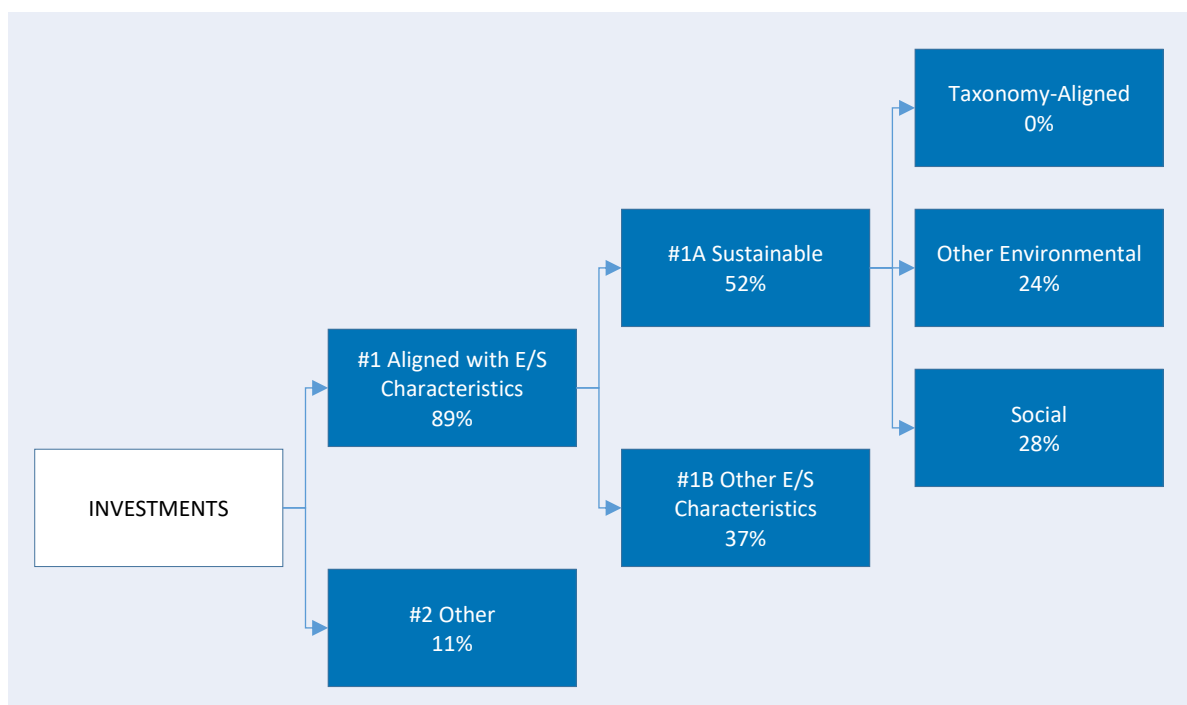 INVESTMENTS
#1 Aligned with E/S
Characteristics
89%
#2 Other
11%
#1A Sustainable
52%
#1B Other E/S
Characteristics
37%
Taxonomy-Aligned
0%
Other Environmental
24%
Social
28%